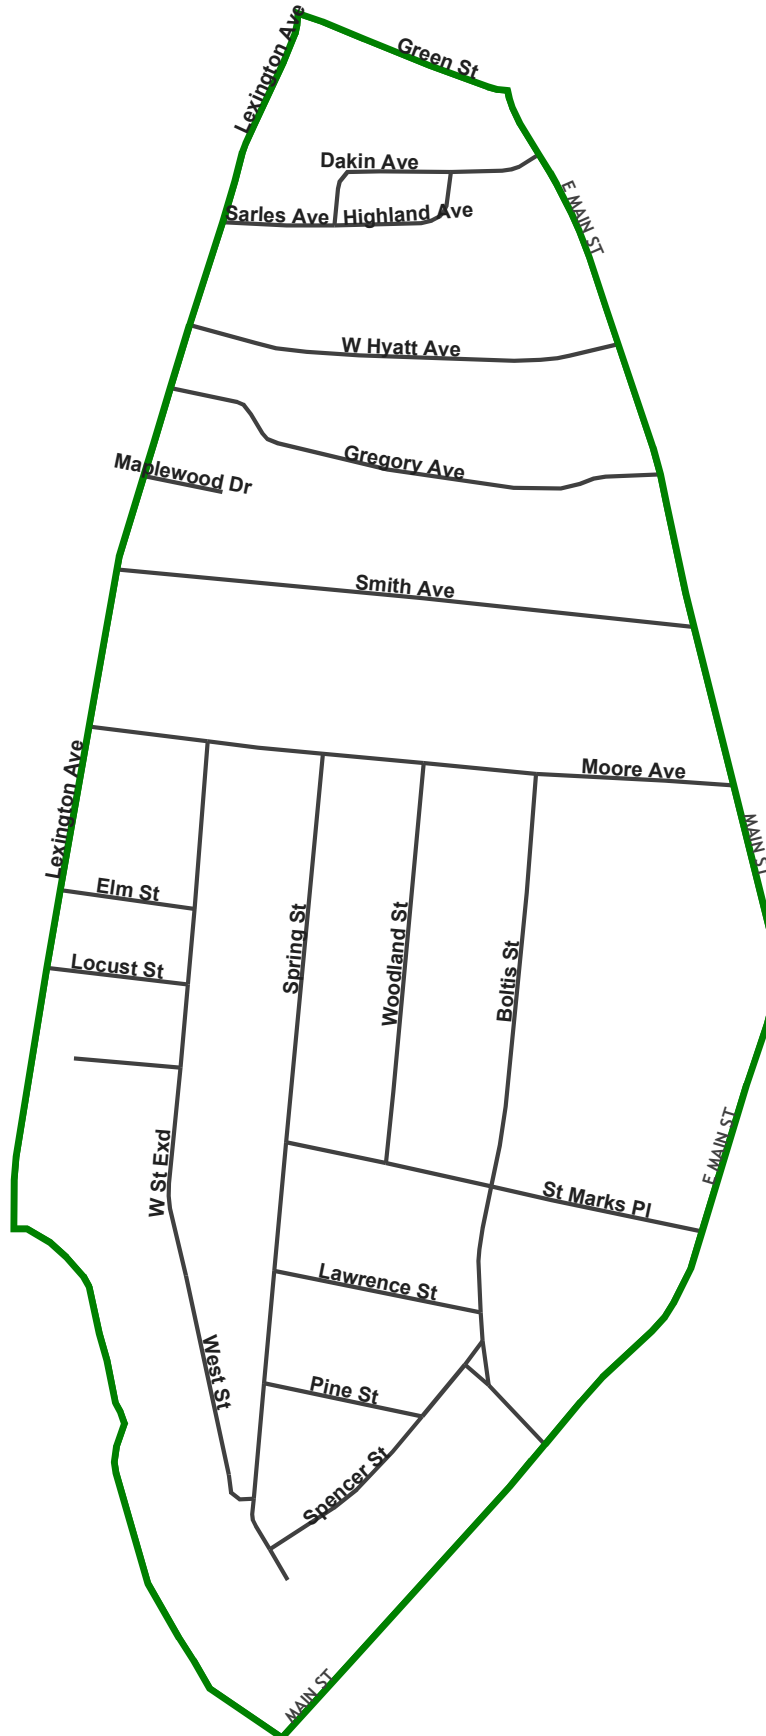 Lexington Ave
Green St
Dakin Ave
E MAIN ST
Sarles Ave
Highland Ave
W Hyatt Ave
Gregory Ave
Maplewood Dr
Smith Ave
Moore Ave
Lexington Ave
MAIN ST
Elm St
Spring St
Woodland St
Boltis St
Locust St
W St Exd
E MAIN ST
St Marks Pl
Lawrence St
West St
Pine St
Spencer St
MAIN ST